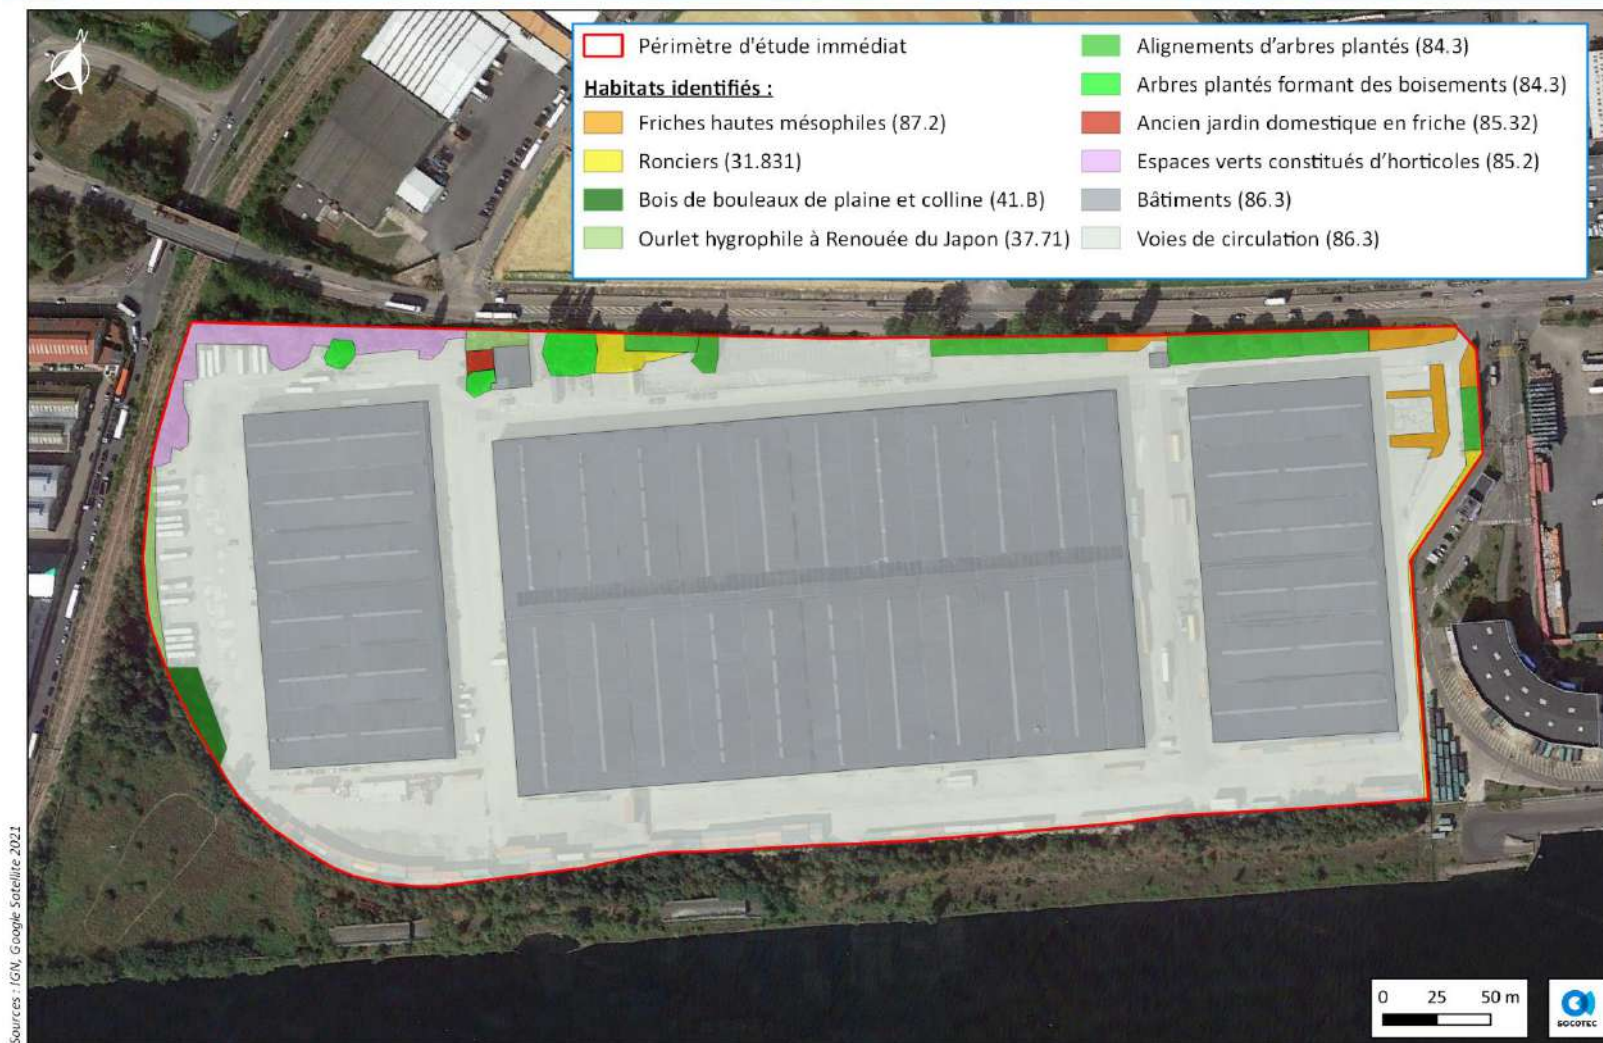 N
Périmètre d'étude immédiat
Habitats identifiés :
Friches hautes mésophiles (87.2)
Ronciers (31.831)
Bois de bouleaux de plaine et colline (41.B)
Ourlet hygrophile à Renouée du Japon (37.71)
Alignements d’arbres plantés (84.3)
Arbres plantés formant des boisements (84.3)
Ancien jardin domestique en friche (85.32)
Espaces verts constitués d’horticoles (85.2)
Bâtiments (86.3)
Voies de circulation (86.3)
Sources : IGN, Google Satellite 2021
0 25 50 m
SOCOTEC